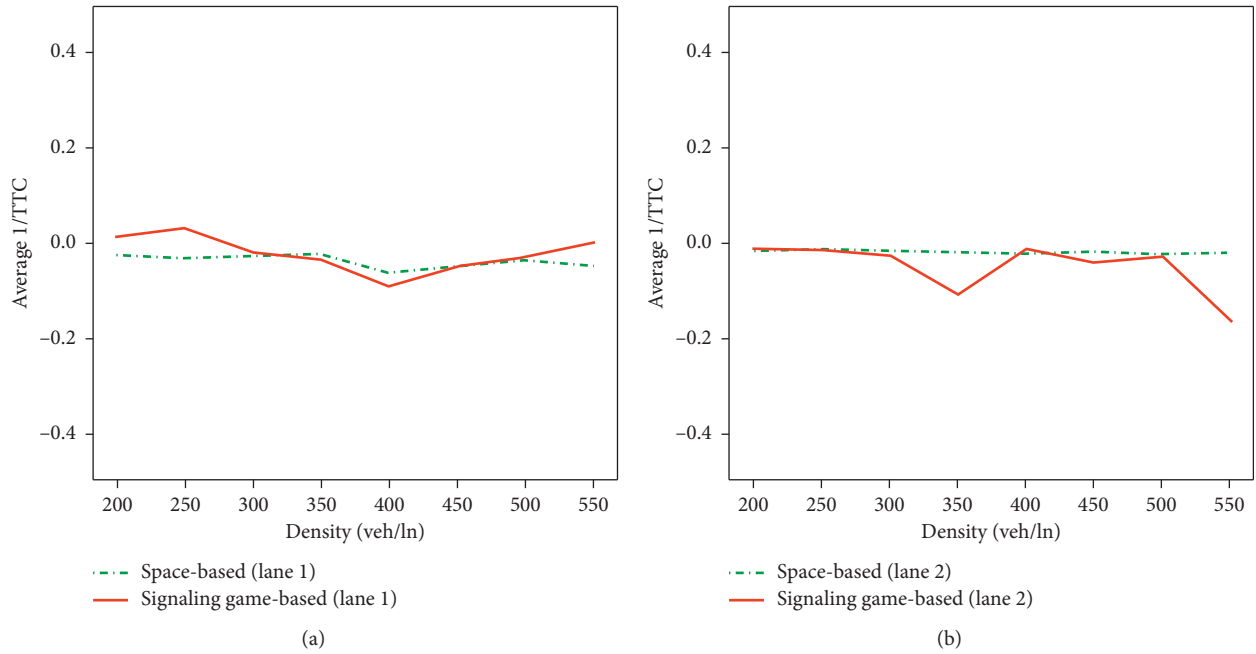 0.4
0.2
0.0
–0.2
–0.4
Average 1/TTC
200 250 300 350 400 450 500 550
Density (veh/ln)
Space-based (lane 1)
Signaling game-based (lane 1)
(a)
0.4
0.2
0.0
–0.2
–0.4
Average 1/TTC
200 250 300 350 400 450 500 550
Density (veh/ln)
Space-based (lane 2)
Signaling game-based (lane 2)
(b)